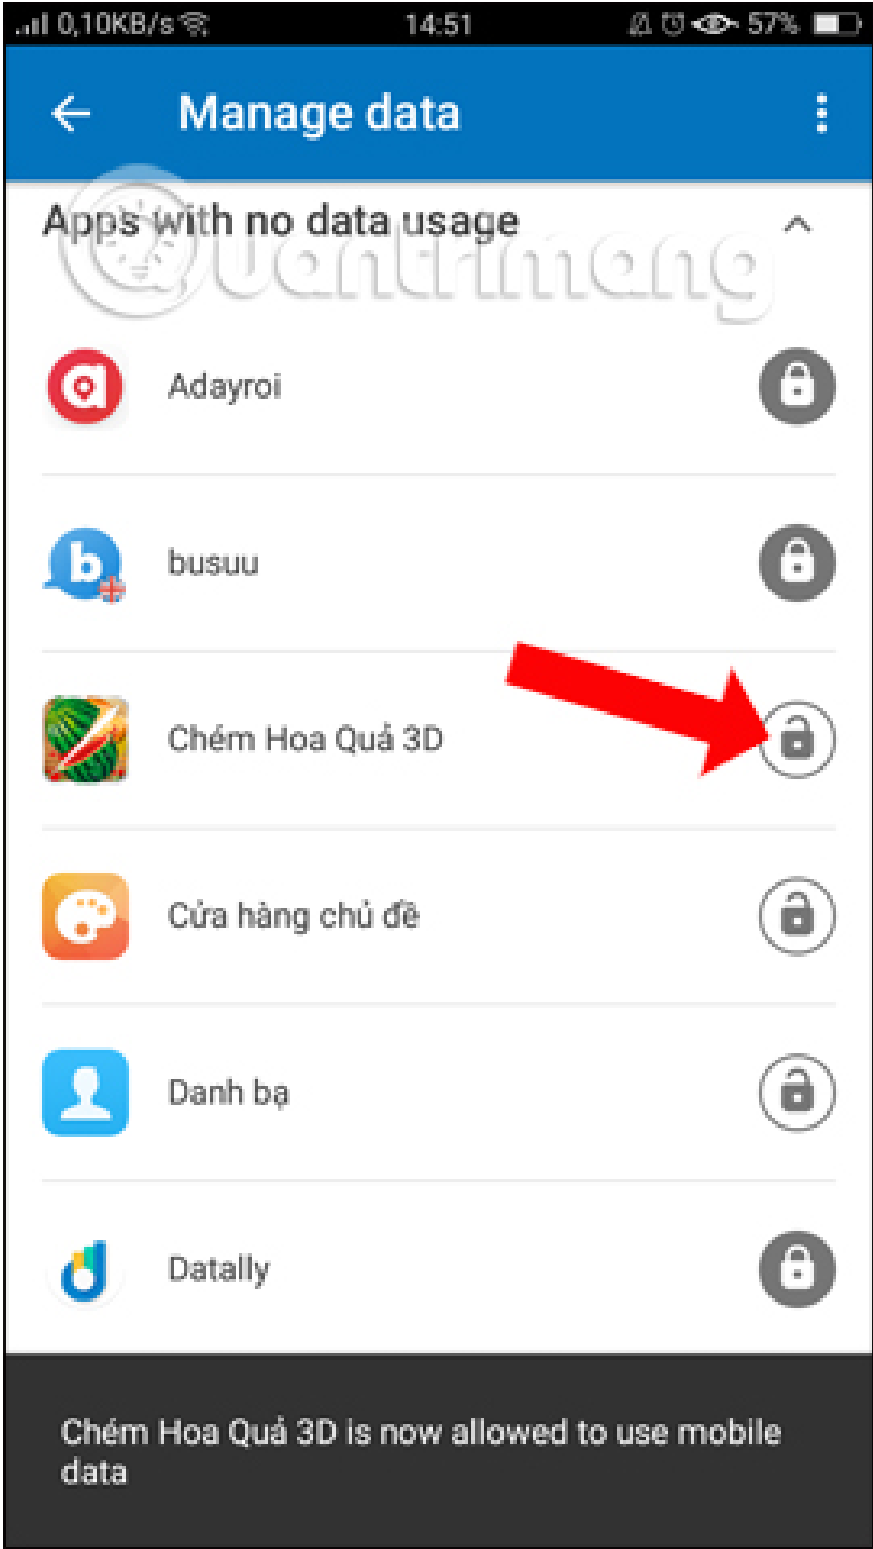 0,10KB/s 14:51 57%
Manage data
Apps with no data usage
Quantrimang
Adayroi
busuu
Chém Hoa Quả 3D
Cửa hàng chủ đề
Danh bạ
Datally
Chém Hoa Quả 3D is now allowed to use mobile
data